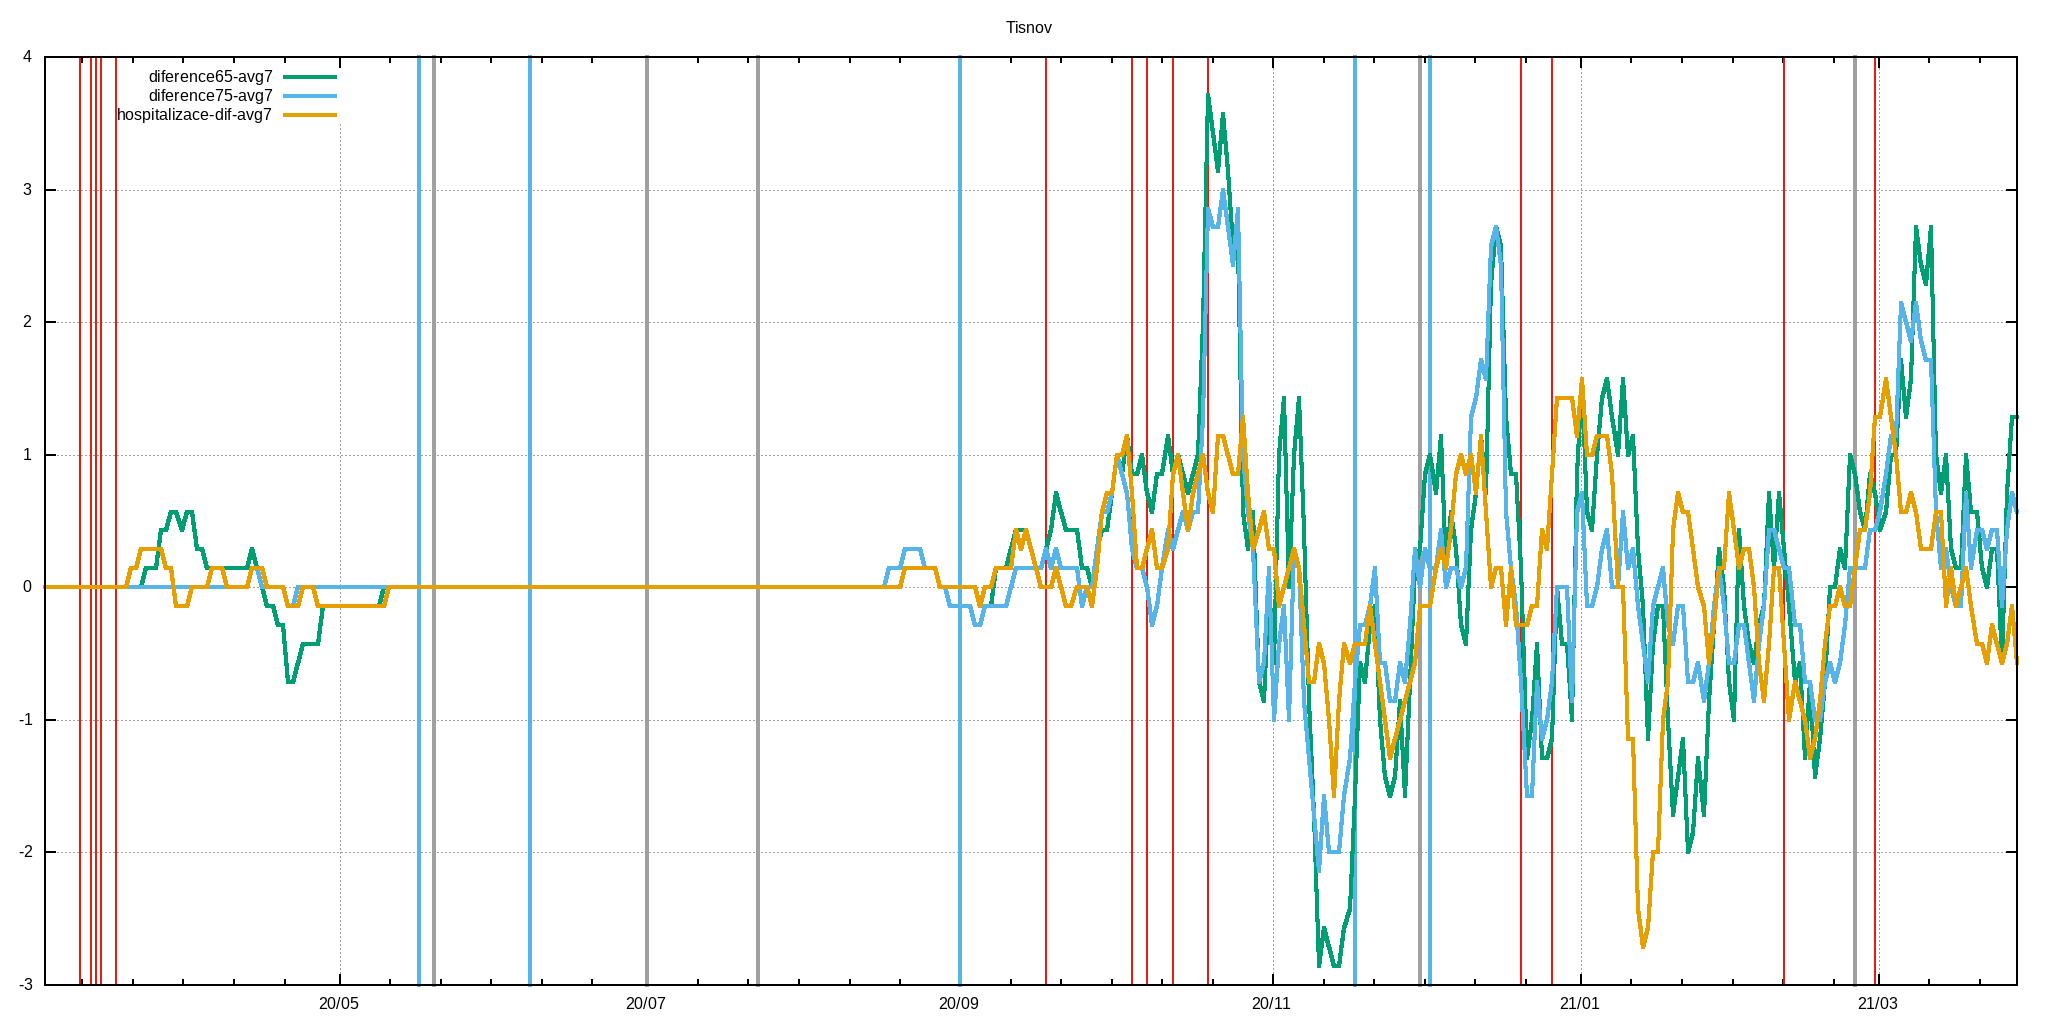 Tisnov
4
diference65-avg7
diference75-avg7
hospitalizace-dif-avg7
3
2
1
0
-1
-2
-3
20/05 20/07 20/09 20/11 21/01 21/03